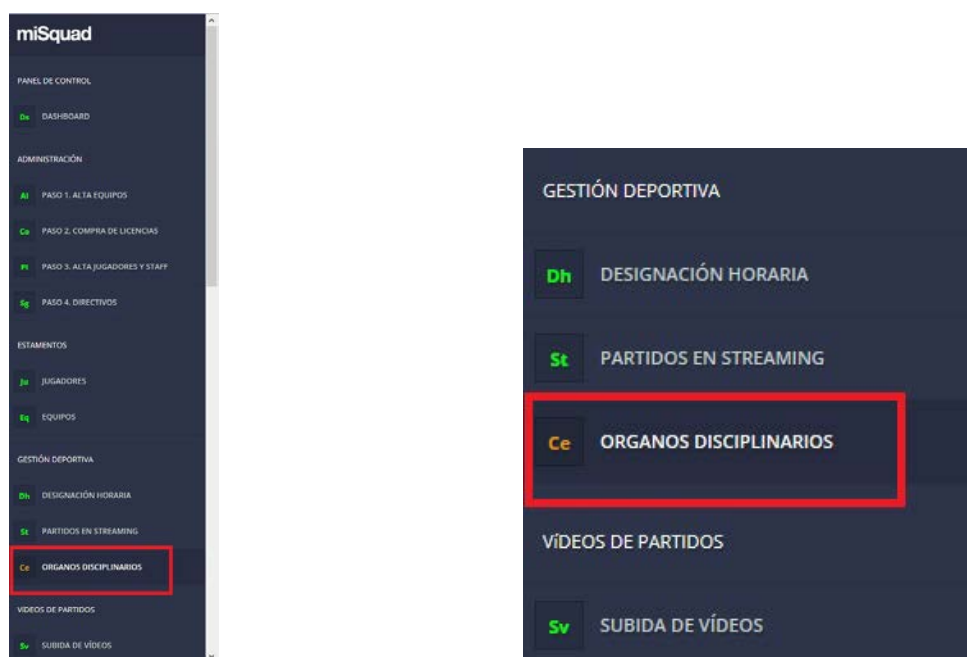 miSquad
PANEL DE CONTROL
Da DASHBOARD
ADMINISTRACIÓN
Al PASO 1. ALTA EQUIPOS
Co PASO 2. COMPRA DE LICENCIAS
Pl PASO 3. ALTA JUGADORES Y STAFF
Sg PASO 4. DIRECTIVOS
ESTAMENTOS
Ju JUGADORES
Eq EQUIPOS
GESTIÓN DEPORTIVA
Dh DESIGNACIÓN HORARIA
St PARTIDOS EN STREAMING
Ce ORGANOS DISCIPLINARIOS
VIDEOS DE PARTIDOS
Sv SUBIDA DE VÍDEOS
GESTIÓN DEPORTIVA
Dh DESIGNACIÓN HORARIA
St PARTIDOS EN STREAMING
Ce ORGANOS DISCIPLINARIOS
VíDEOS DE PARTIDOS
Sv SUBIDA DE VÍDEOS